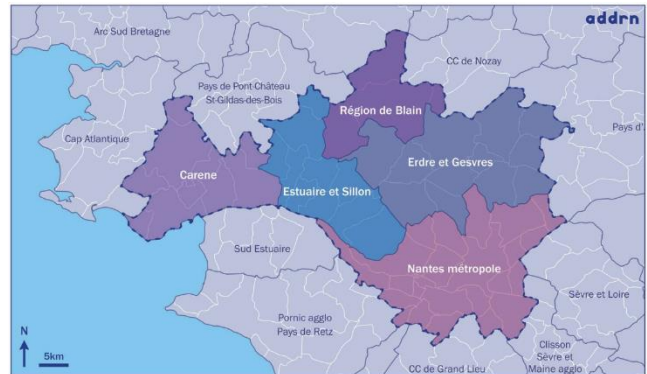 addrn
Arc Sud Bretagne
CC de Nozay
Pays de Pont Château
St-Gildas-des-Bois
Région de Blain
Pays d'
Cap Atlantique
Carene
Erdre et Gesvres
Estuaire et Sillon
Sud Estuaire
Nantes métropole
Sèvre et Loire
Pornic agglo
Pays de Retz
N
5km
CC de Grand Lieu
Clisson
Sèvre et
Maine agglo